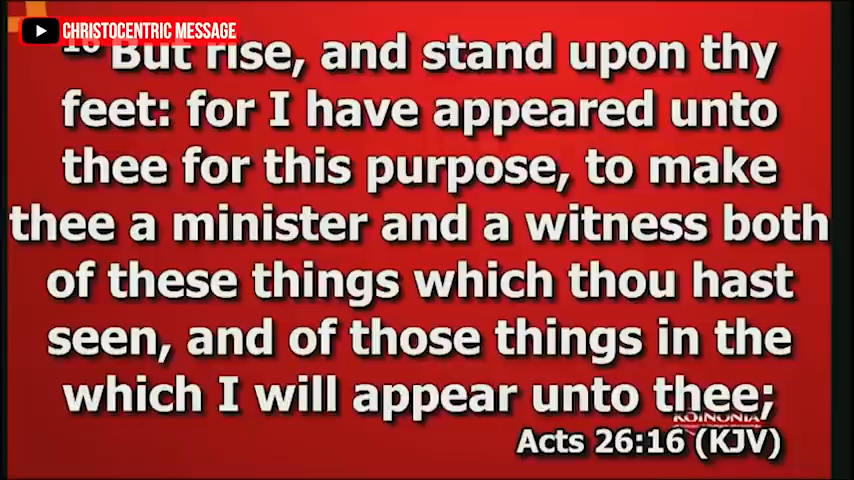 CHRISTOCENTRIC MESSAGE
16 But rise, and stand upon thy
feet: for I have appeared unto
thee for this purpose, to make
thee a minister and a witness both
of these things which thou hast
seen, and of those things in the
which I will appear unto thee;
KOINONIA
Acts 26:16 (KJV)